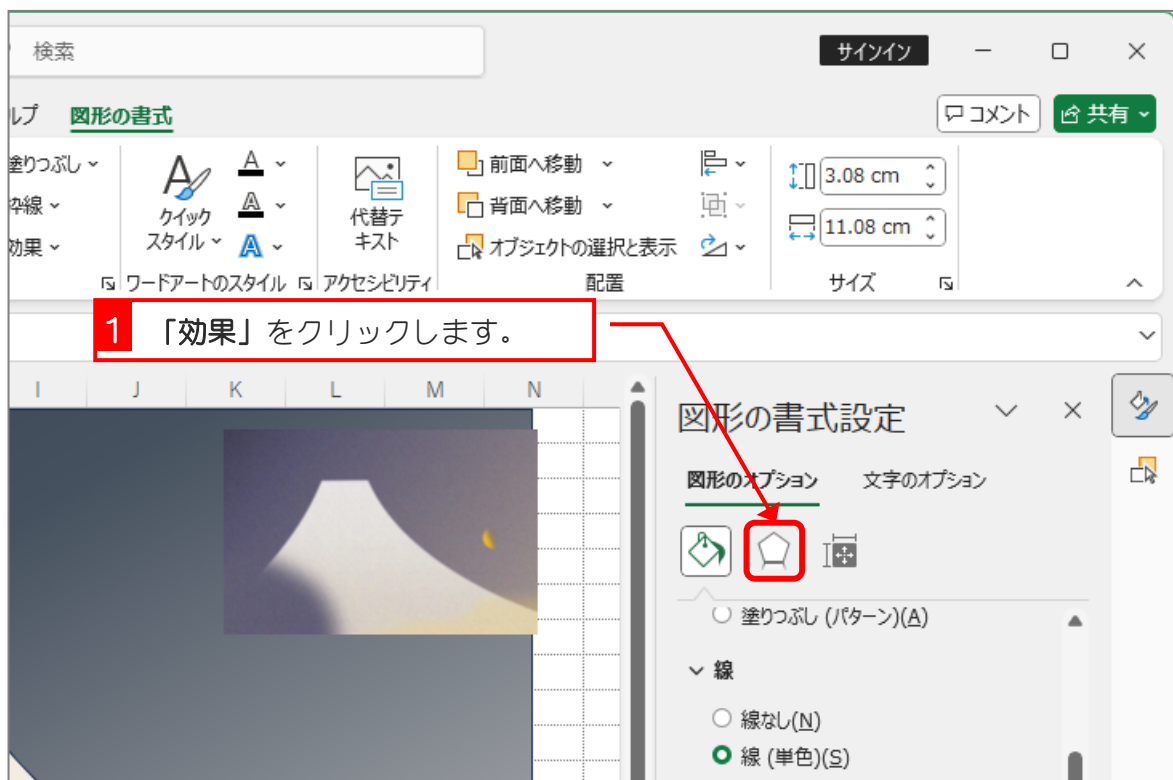 検索
サインイン
ルプ 図形の書式
コメント 共有
塗りつぶし
枠線
効果
クイック
スタイル
A
A
A
ワードアートのスタイル
代替テ
キスト
アクセシビリティ
前面へ移動
背面へ移動
オブジェクトの選択と表示
配置
3.08 cm
11.08 cm
サイズ
1 「効果」をクリックします。
I J K L M N
図形の書式設定
図形のオプション 文字のオプション
塗りつぶし (パターン)(A)
線
線なし(N)
線 (単色)(S)